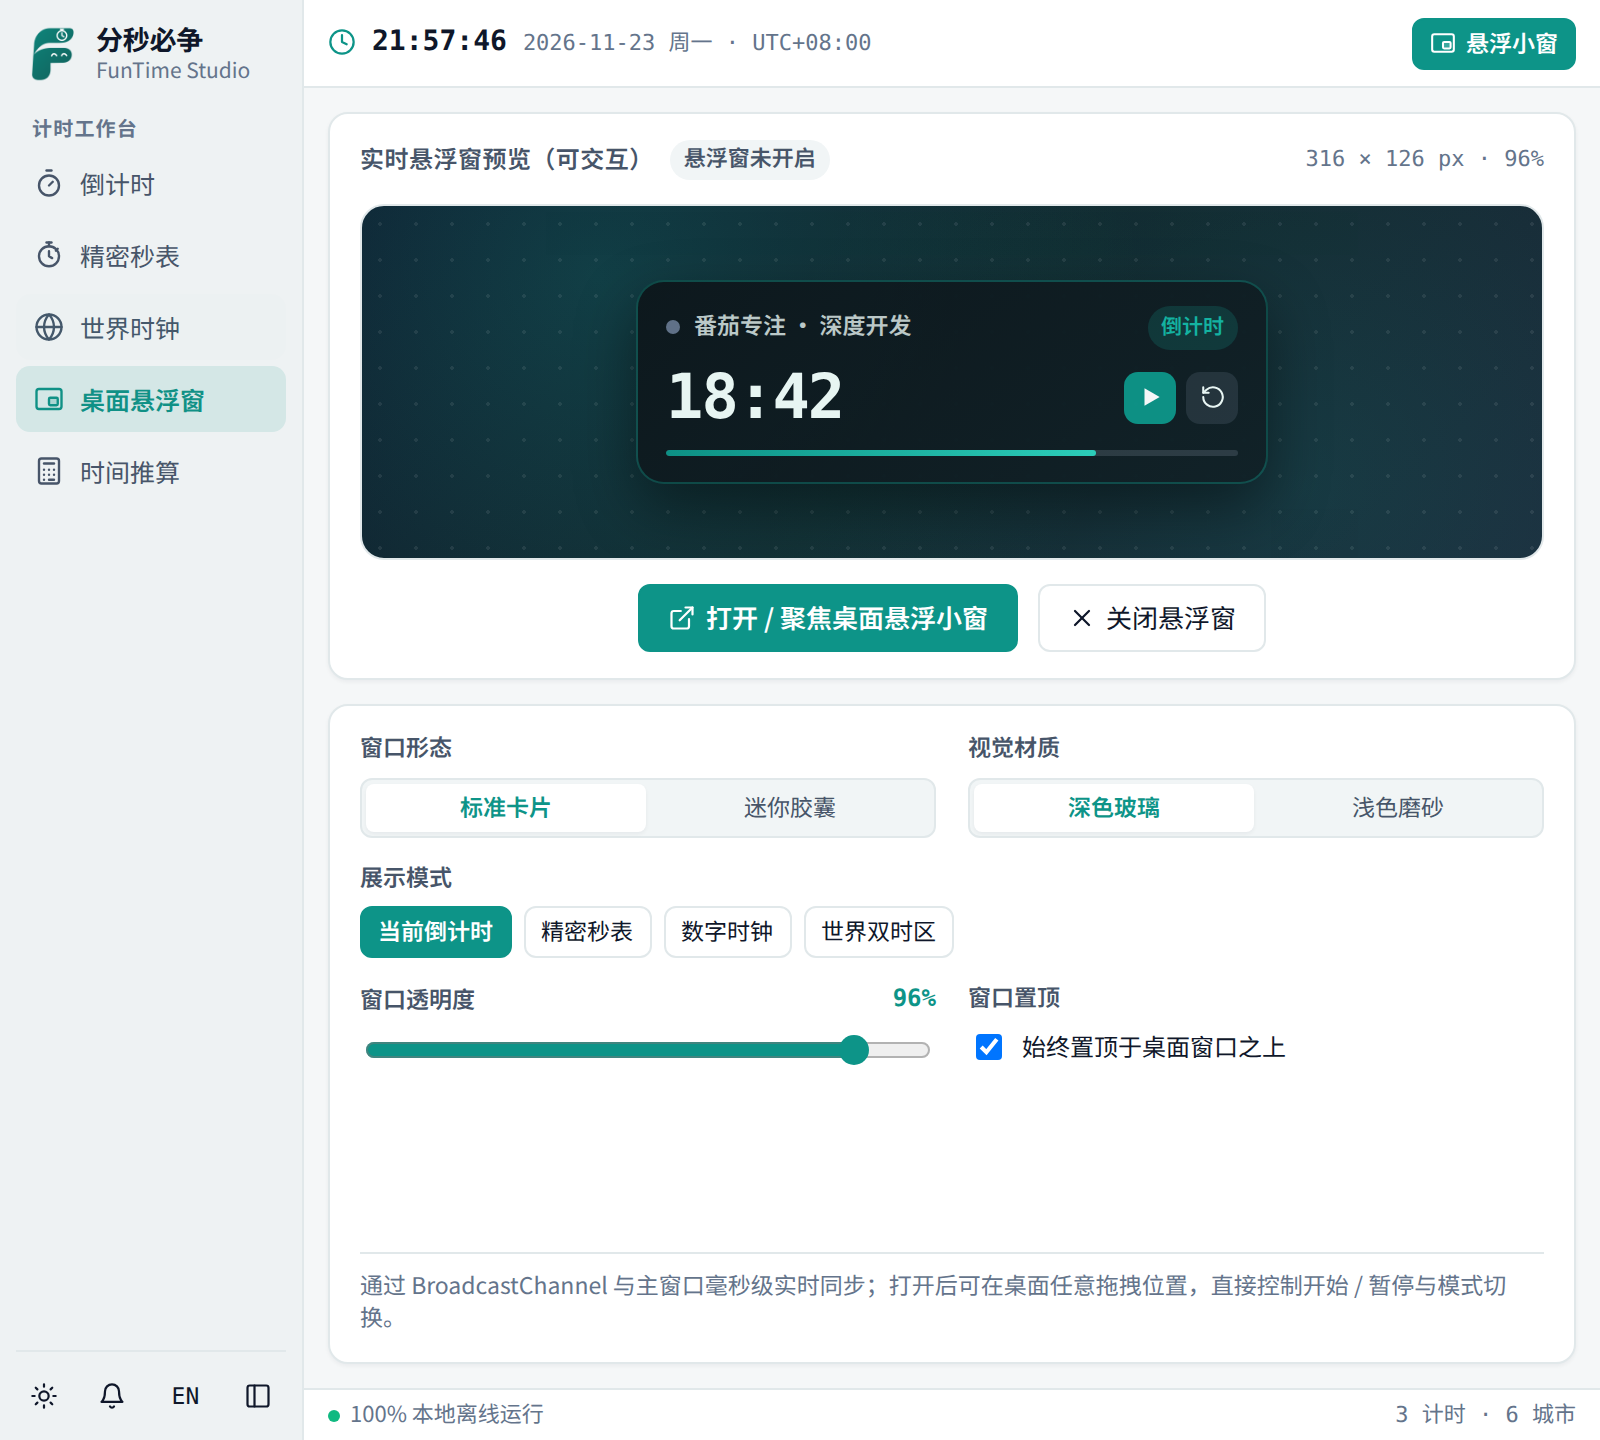 分秒必争
FunTime Studio
计时工作台
倒计时
精密秒表
世界时钟
桌面悬浮窗
时间推算
EN
21:57:46 2026-11-23 周一 · UTC+08:00
悬浮小窗
实时悬浮窗预览（可交互） 悬浮窗未开启 316 × 126 px · 96%
番茄专注 · 深度开发 倒计时
18:42
打开 / 聚焦桌面悬浮小窗 关闭悬浮窗
窗口形态 视觉材质
标准卡片 迷你胶囊 深色玻璃 浅色磨砂
展示模式
当前倒计时 精密秒表 数字时钟 世界双时区
窗口透明度 96% 窗口置顶
始终置顶于桌面窗口之上
通过 BroadcastChannel 与主窗口毫秒级实时同步；打开后可在桌面任意拖拽位置，直接控制开始 / 暂停与模式切
换。
100% 本地离线运行 3 计时 · 6 城市